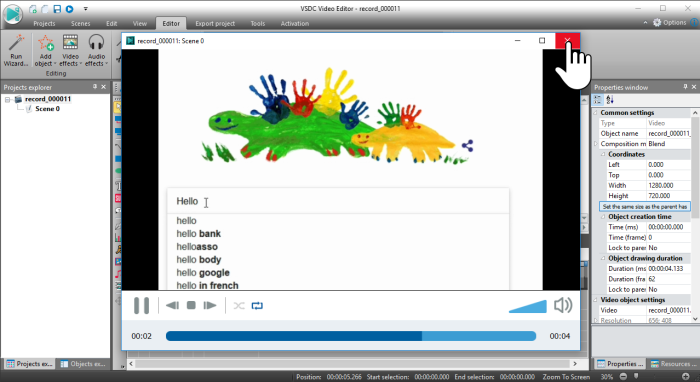 VSDC Video Editor - record_000011
Projects Scenes Edit View Editor Export project Tools Activation
Options
Run Wizard...
Add object
Video effects
Audio effects
Editing
Projects explorer
record_000011
Scene 0
Projects ex...
Objects ex...
record_000011: Scene 0
Hello
hello
hello bank
helloasso
hello body
hello google
hello in french
00:02
00:04
Properties window
Common settings
Type Video
Object name record_000011
Composition m Blend
Coordinates
Left 0.000
Top 0.000
Width 1280.000
Height 720.000
Set the same size as the parent has
Object creation time
Time (ms) 00:00:00.000
Time (frame) 0
Lock to paren No
Object drawing duration
Duration (ms 00:00:04.133
Duration (fra 62
Lock to paren No
Video object settings
Video record_000011
Resolution 656; 408
Properties ...
Resources ...
Position: 00:00:05.266 Start selection: 00:00:00.000 End selection: 00:00:00.000 Zoom To Screen 30%